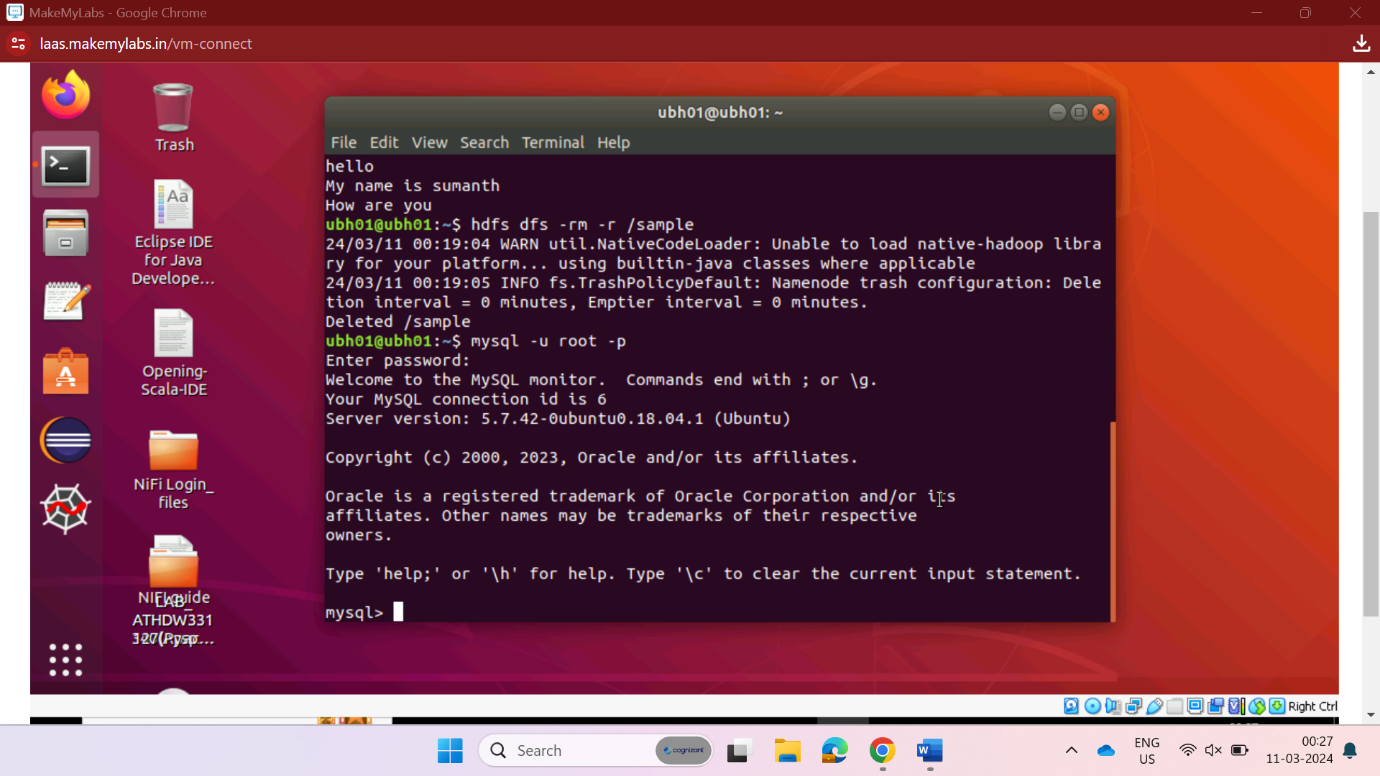 MakeMyLabs - Google Chrome
laas.makemylabs.in/vm-connect
Trash
Eclipse IDE
for Java
Develope...
Opening-
Scala-IDE
NiFi Login_
files
NIFI guide
LAB_
ATHDW331
ubh01@ubh01: ~
File Edit View Search Terminal Help
hello
My name is sumanth
How are you
ubh01@ubh01:~$ hdfs dfs -rm -r /sample
24/03/11 00:19:04 WARN util.NativeCodeLoader: Unable to load native-hadoop libra
ry for your platform... using builtin-java classes where applicable
24/03/11 00:19:05 INFO fs.TrashPolicyDefault: Namenode trash configuration: Dele
tion interval = 0 minutes, Emptier interval = 0 minutes.
Deleted /sample
ubh01@ubh01:~$ mysql -u root -p
Enter password:
Welcome to the MySQL monitor.  Commands end with ; or \g.
Your MySQL connection id is 6
Server version: 5.7.42-0ubuntu0.18.04.1 (Ubuntu)
Copyright (c) 2000, 2023, Oracle and/or its affiliates.
Oracle is a registered trademark of Oracle Corporation and/or its
affiliates. Other names may be trademarks of their respective
owners.
Type 'help;' or '\h' for help. Type '\c' to clear the current input statement.
mysql>
Right Ctrl
Search
cognizant
ENG
US
00:27
11-03-2024